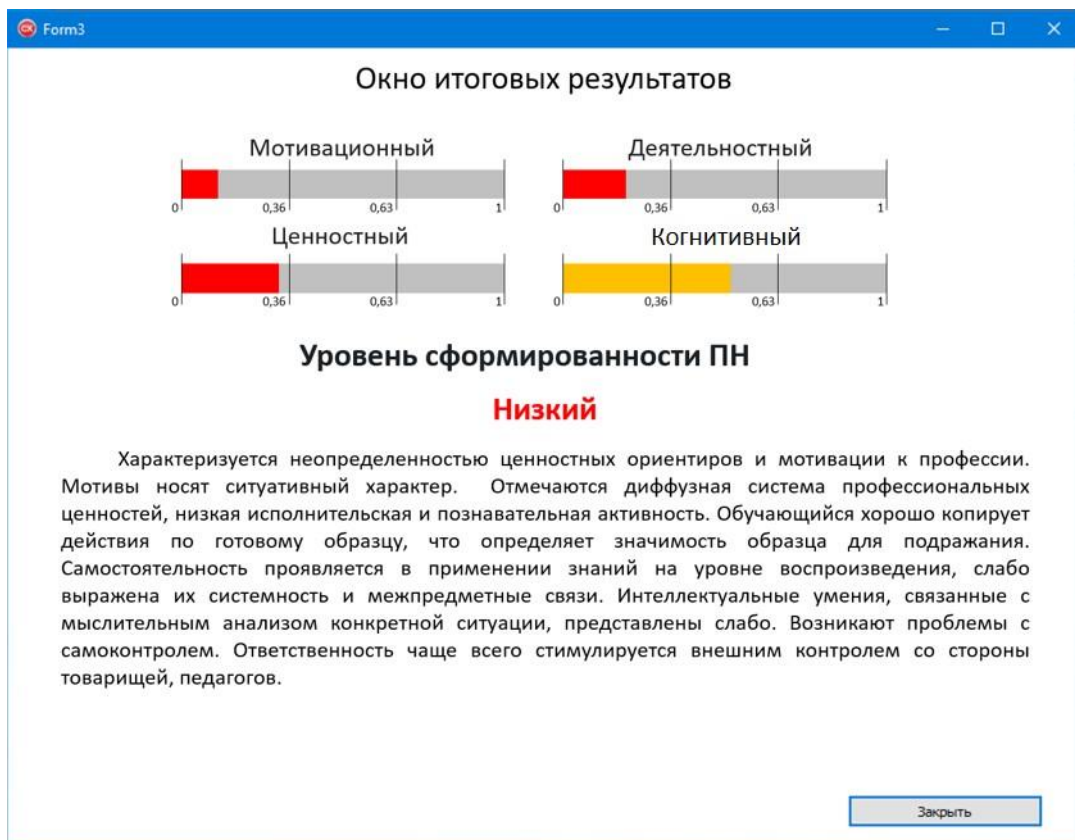 Form3
Окно итоговых результатов
Мотивационный
0 0,36 0,63 1
Деятельностный
0 0,36 0,63 1
Ценностный
0 0,36 0,63 1
Когнитивный
0 0,36 0,63 1
Уровень сформированности ПН
Низкий
Характеризуется неопределенностью ценностных ориентиров и мотивации к профессии.
Мотивы носят ситуативный характер. Отмечаются диффузная система профессиональных
ценностей, низкая исполнительская и познавательная активность. Обучающийся хорошо копирует
действия по готовому образцу, что определяет значимость образца для подражания.
Самостоятельность проявляется в применении знаний на уровне воспроизведения, слабо
выражена их системность и межпредметные связи. Интеллектуальные умения, связанные с
мыслительным анализом конкретной ситуации, представлены слабо. Возникают проблемы с
самоконтролем. Ответственность чаще всего стимулируется внешним контролем со стороны
товарищей, педагогов.
Закрыть